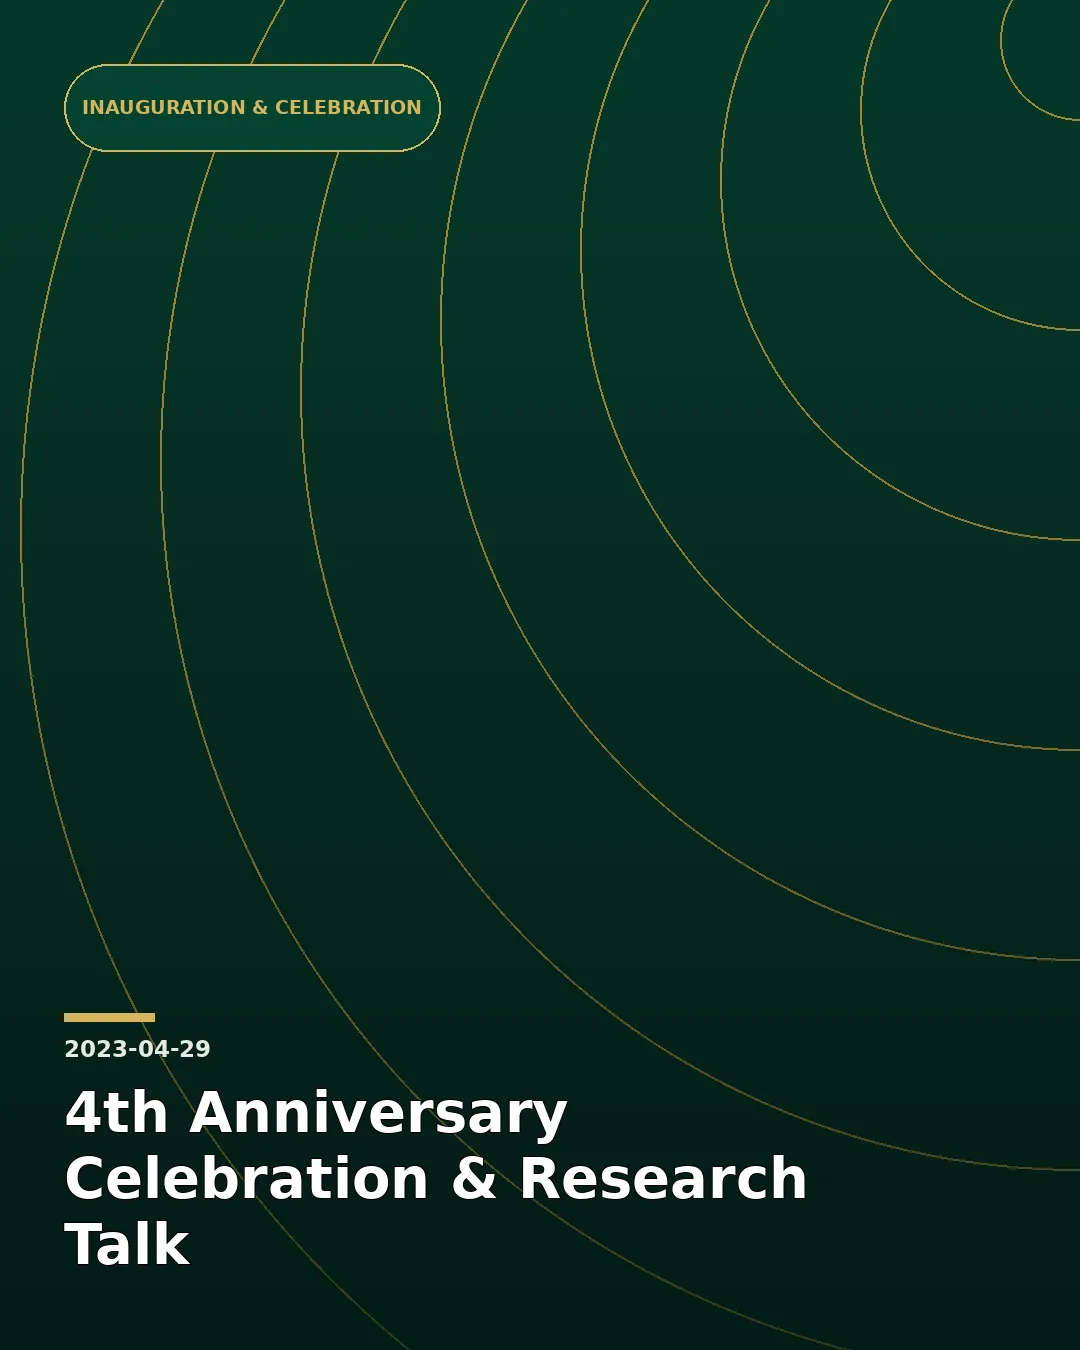 INAUGURATION & CELEBRATION
2023-04-29
4th Anniversary
Celebration & Research
Talk